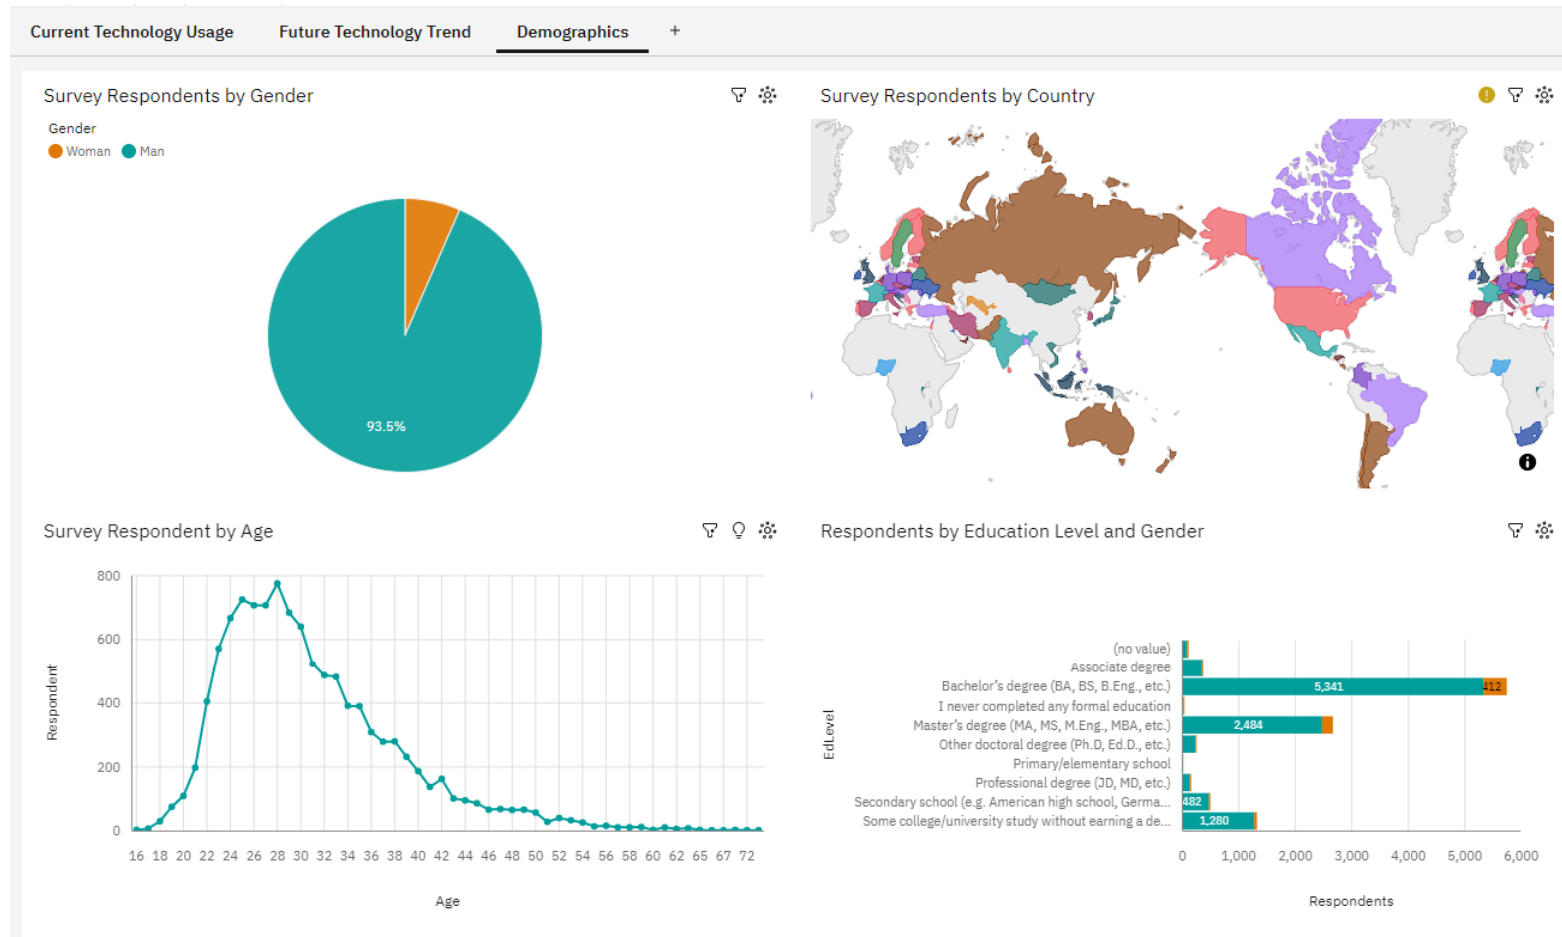 Current Technology Usage Future Technology Trend Demographics +
Survey Respondents by Gender
Gender
Woman Man
93.5%
Survey Respondents by Country
Survey Respondent by Age
Respondent
800
600
400
200
0
16 18 20 22 24 26 28 30 32 34 36 38 40 42 44 46 48 50 52 54 56 58 60 62 65 67 72
Age
Respondents by Education Level and Gender
EdLevel
(no value)
Associate degree
Bachelor's degree (BA, BS, B.Eng., etc.) 5,341 412
I never completed any formal education
Master's degree (MA, MS, M.Eng., MBA, etc.) 2,484
Other doctoral degree (Ph.D, Ed.D., etc.)
Primary/elementary school
Professional degree (JD, MD, etc.)
Secondary school (e.g. American high school, Germa... 482
Some college/university study without earning a de... 1,280
0 1,000 2,000 3,000 4,000 5,000 6,000
Respondents